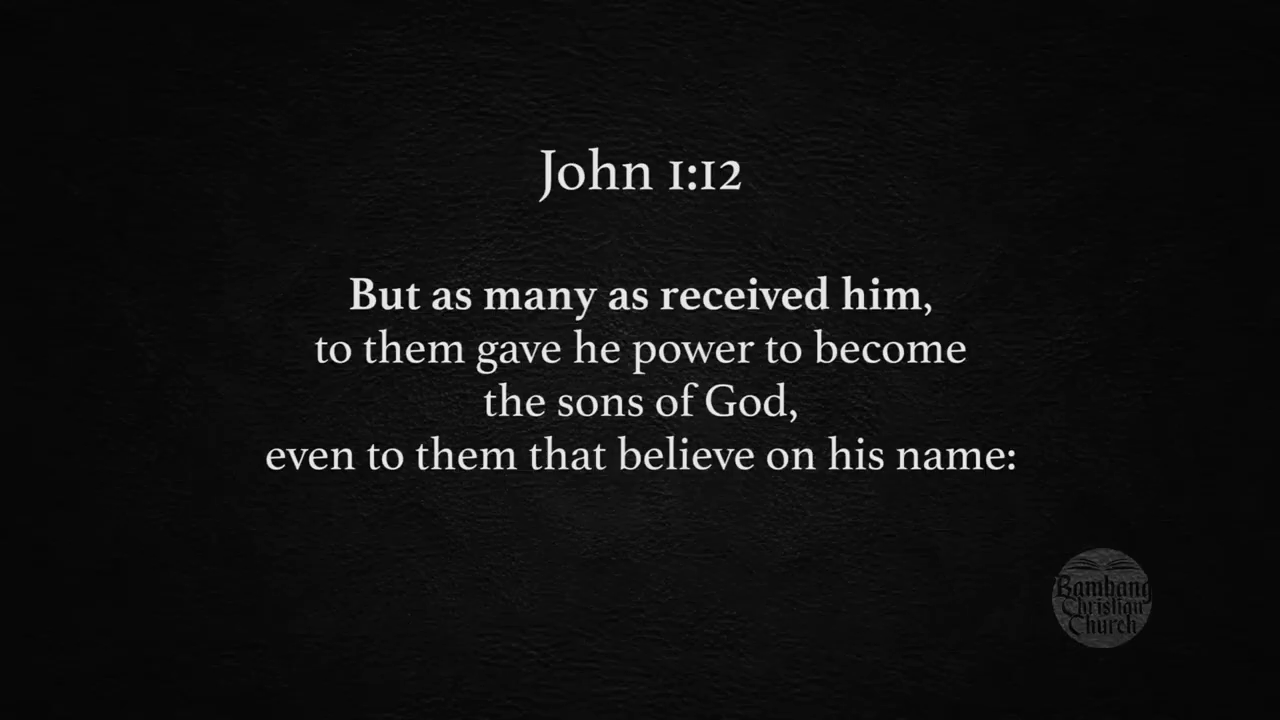 John 1:12
But as many as received him,
to them gave he power to become
the sons of God,
even to them that believe on his name:
Bambang
Christian
Church